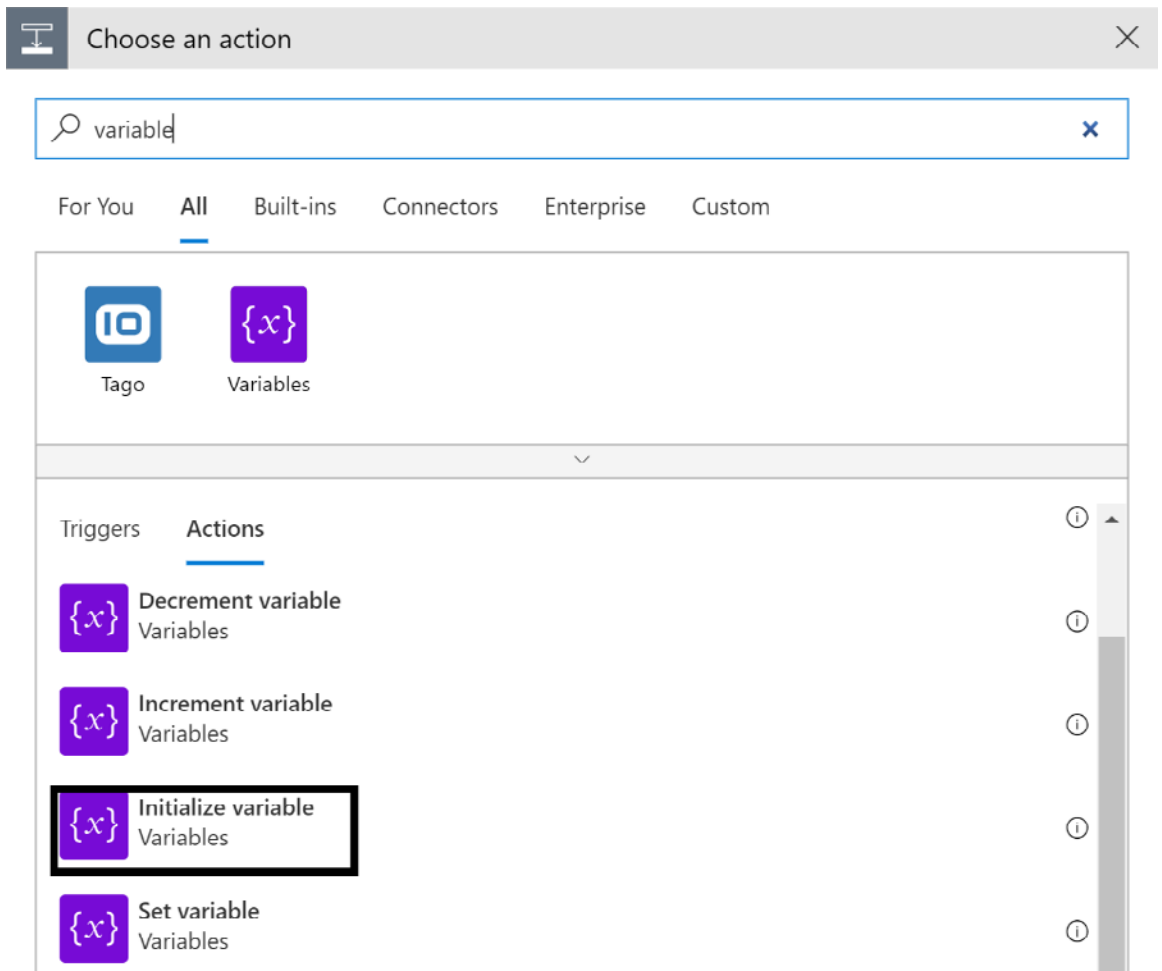 Choose an action
variable
For You All Built-ins Connectors Enterprise Custom
IO {x}
Tago Variables
Triggers Actions
{x} Decrement variable
Variables
{x} Increment variable
Variables
{x} Initialize variable
Variables
{x} Set variable
Variables